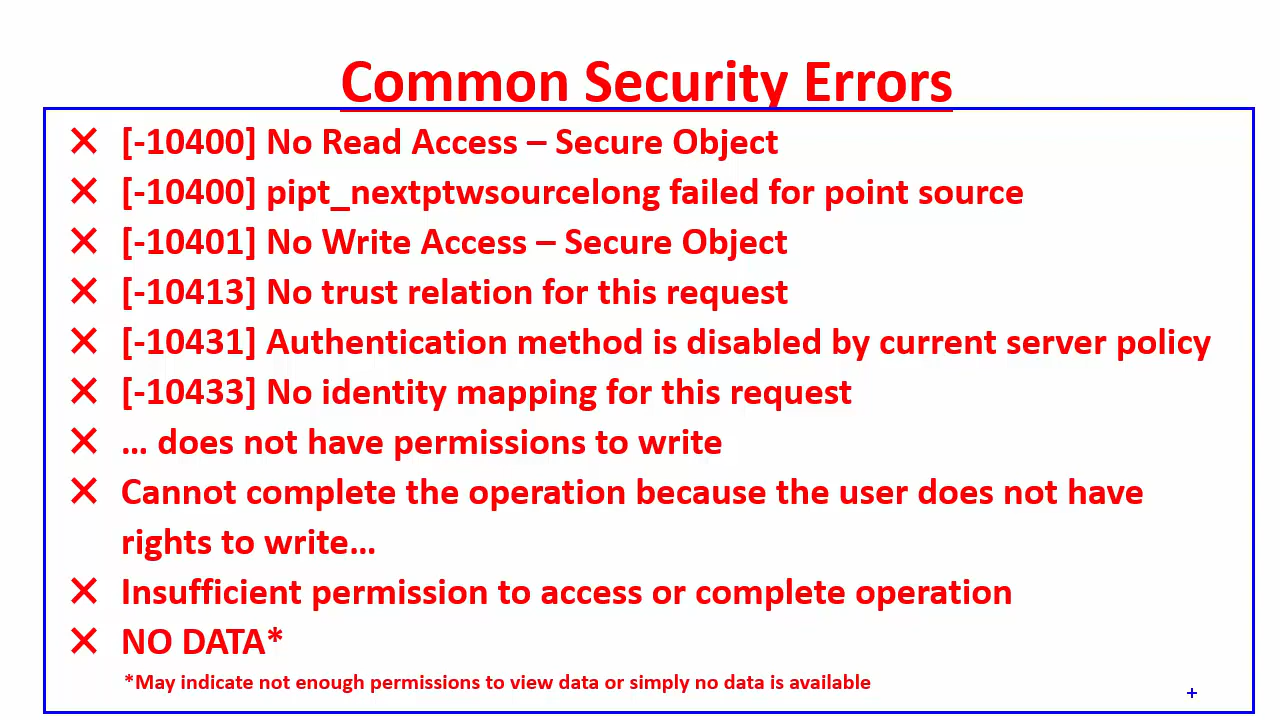 Common Security Errors
✕ [-10400] No Read Access – Secure Object
✕ [-10400] pipt_nextptwsourcelong failed for point source
✕ [-10401] No Write Access – Secure Object
✕ [-10413] No trust relation for this request
✕ [-10431] Authentication method is disabled by current server policy
✕ [-10433] No identity mapping for this request
✕ … does not have permissions to write
✕ Cannot complete the operation because the user does not have
rights to write…
✕ Insufficient permission to access or complete operation
✕ NO DATA*
*May indicate not enough permissions to view data or simply no data is available